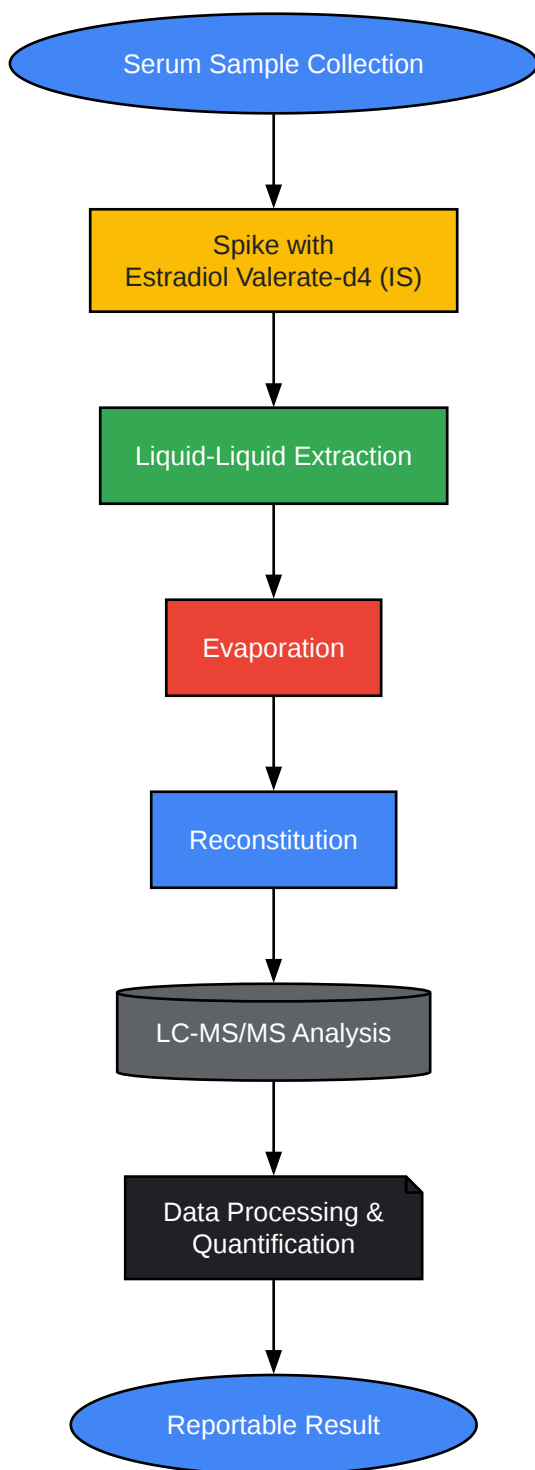 Serum Sample Collection
Spike with
Estradiol Valerate-d4 (IS)
Liquid-Liquid Extraction
Evaporation
Reconstitution
LC-MS/MS Analysis
Data Processing &
Quantification
Reportable Result